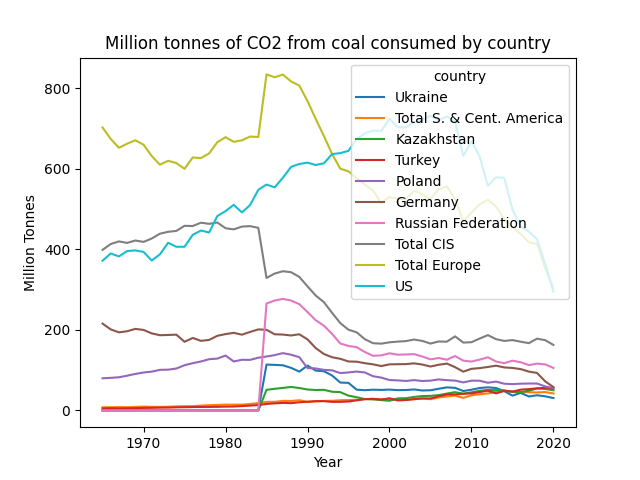 Million tonnes of CO2 from coal consumed by country
country
Ukraine
Total S. & Cent. America
Kazakhstan
Turkey
Poland
Germany
Russian Federation
Total CIS
Total Europe
US
Million Tonnes
800
600
400
200
0
1970 1980 1990 2000 2010 2020
Year